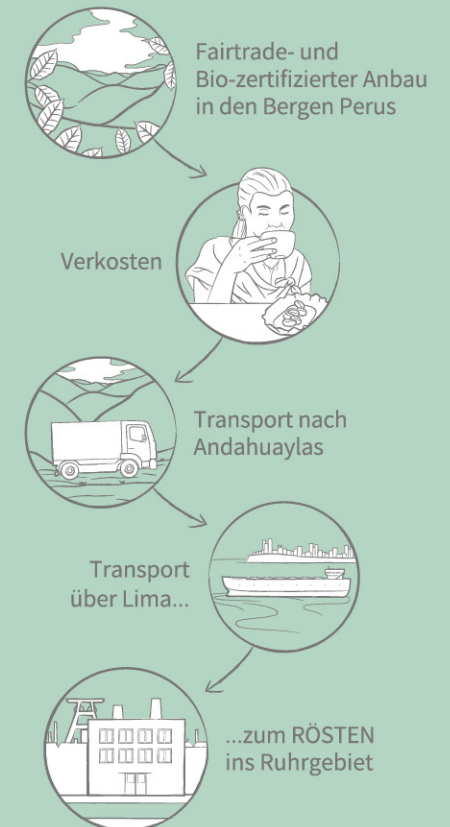 Fairtrade- und
Bio-zertifizierter Anbau
in den Bergen Perus
Verkosten
Transport nach
Andahuaylas
Transport
über Lima...
...zum RÖSTEN
ins Ruhrgebiet